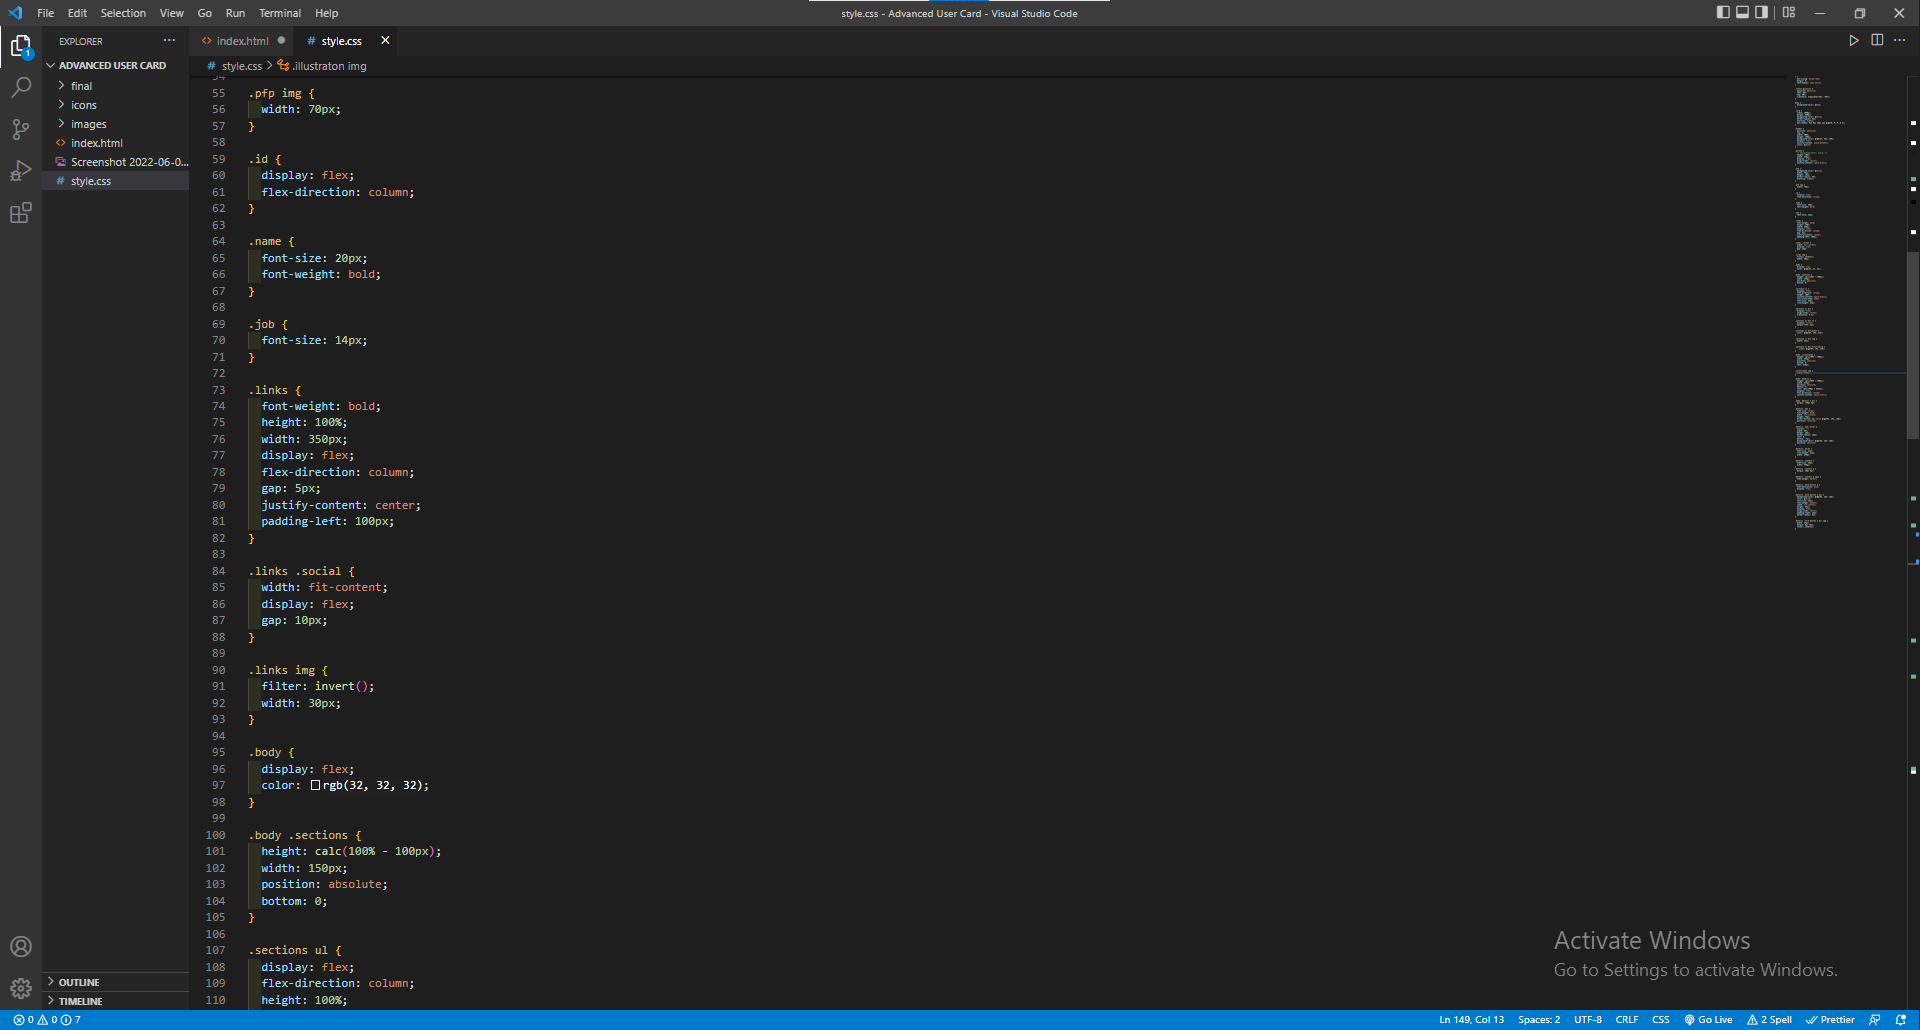 File Edit Selection View Go Run Terminal Help
style.css - Advanced User Card - Visual Studio Code
EXPLORER
ADVANCED USER CARD
final
icons
images
index.html
Screenshot 2022-06-0...
style.css
OUTLINE
TIMELINE
1
index.html
style.css
style.css > .illustraton img
55 .pfp img {
56 width: 70px;
57 }
58
59 .id {
60 display: flex;
61 flex-direction: column;
62 }
63
64 .name {
65 font-size: 20px;
66 font-weight: bold;
67 }
68
69 .job {
70 font-size: 14px;
71 }
72
73 .links {
74 font-weight: bold;
75 height: 100%;
76 width: 350px;
77 display: flex;
78 flex-direction: column;
79 gap: 5px;
80 justify-content: center;
81 padding-left: 100px;
82 }
83
84 .links .social {
85 width: fit-content;
86 display: flex;
87 gap: 10px;
88 }
89
90 .links img {
91 filter: invert();
92 width: 30px;
93 }
94
95 .body {
96 display: flex;
97 color: rgb(32, 32, 32);
98 }
99
100 .body .sections {
101 height: calc(100% - 100px);
102 width: 150px;
103 position: absolute;
104 bottom: 0;
105 }
106
107 .sections ul {
108 display: flex;
109 flex-direction: column;
110 height: 100%;
Activate Windows
Go to Settings to activate Windows.
0 0 7
Ln 149, Col 13 Spaces: 2 UTF-8 CRLF CSS Go Live 2 Spell Prettier